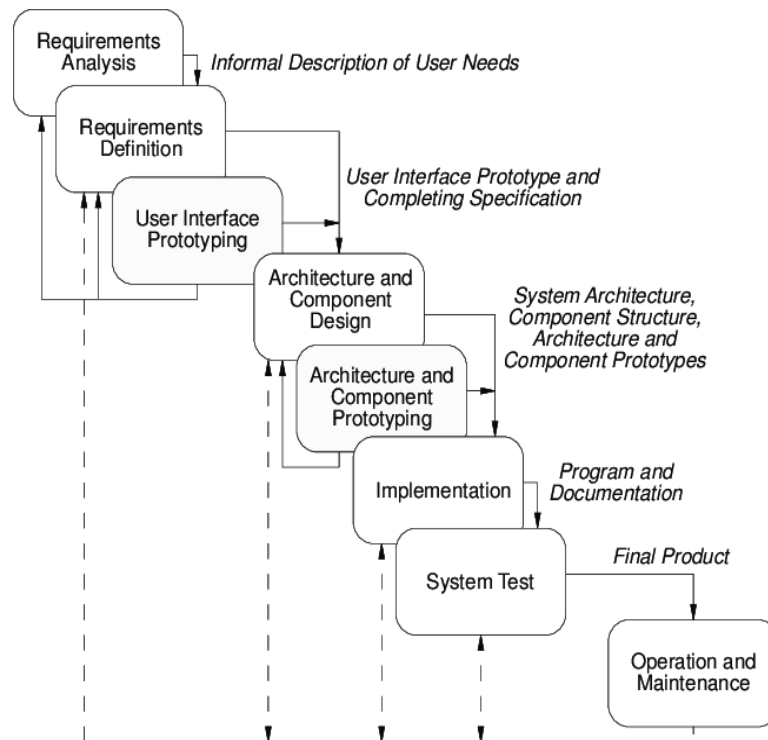 Requirements
Analysis
Informal Description of User Needs
Requirements
Definition
User Interface Prototype and
Completing Specification
User Interface
Prototyping
Architecture and
Component
Design
System Architecture,
Component Structure,
Architecture and
Component Prototypes
Architecture and
Component
Prototyping
Implementation
Program and
Documentation
System Test
Final Product
Operation and
Maintenance